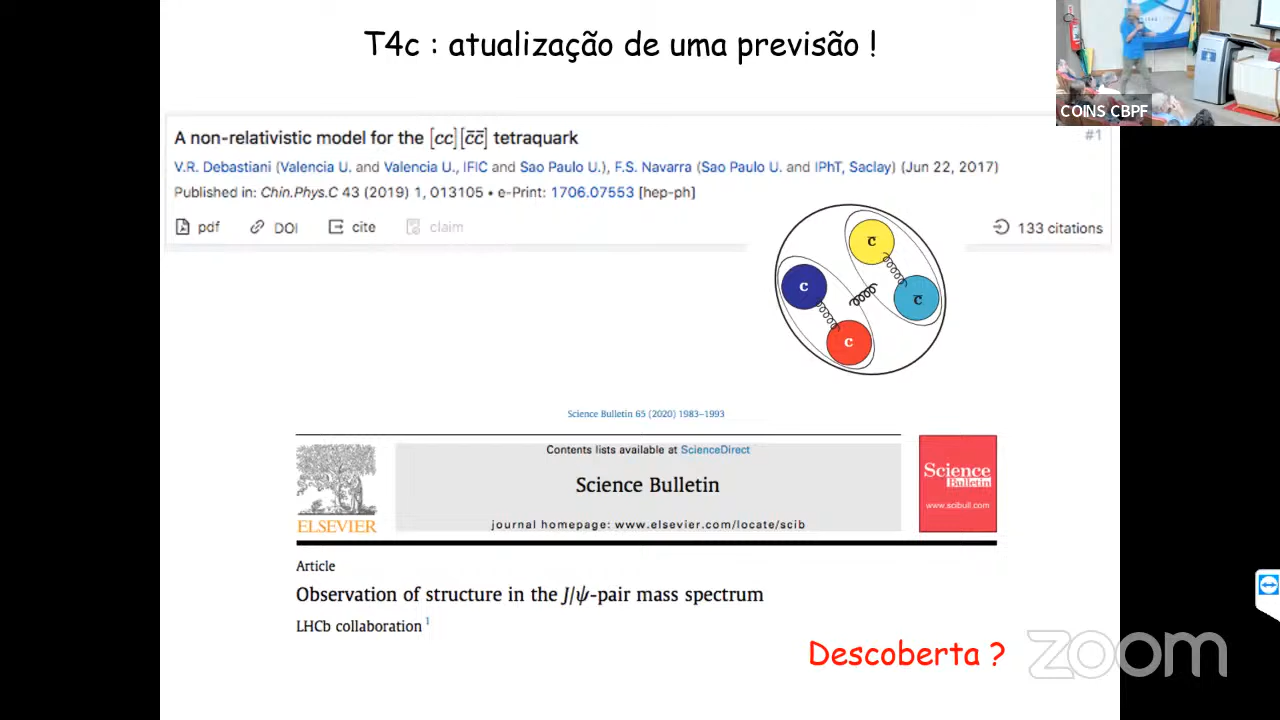 T4c : atualização de uma previsão !
COINS CBPF
A non-relativistic model for the [cc][c̄c̄] tetraquark
#1
V.R. Debastiani (Valencia U. and Valencia U., IFIC and Sao Paulo U.), F.S. Navarra (Sao Paulo U. and IPhT, Saclay) (Jun 22, 2017)
Published in: Chin.Phys.C 43 (2019) 1, 013105 • e-Print: 1706.07553 [hep-ph]
pdf DOI cite claim 133 citations
c̄
c c̄
c
Science Bulletin 65 (2020) 1983–1993
Contents lists available at ScienceDirect
Science Bulletin
journal homepage: www.elsevier.com/locate/scib
ELSEVIER
Science
Bulletin
www.scibull.com
Article
Observation of structure in the J/ψ-pair mass spectrum
LHCb collaboration 1
Descoberta ?
zoom